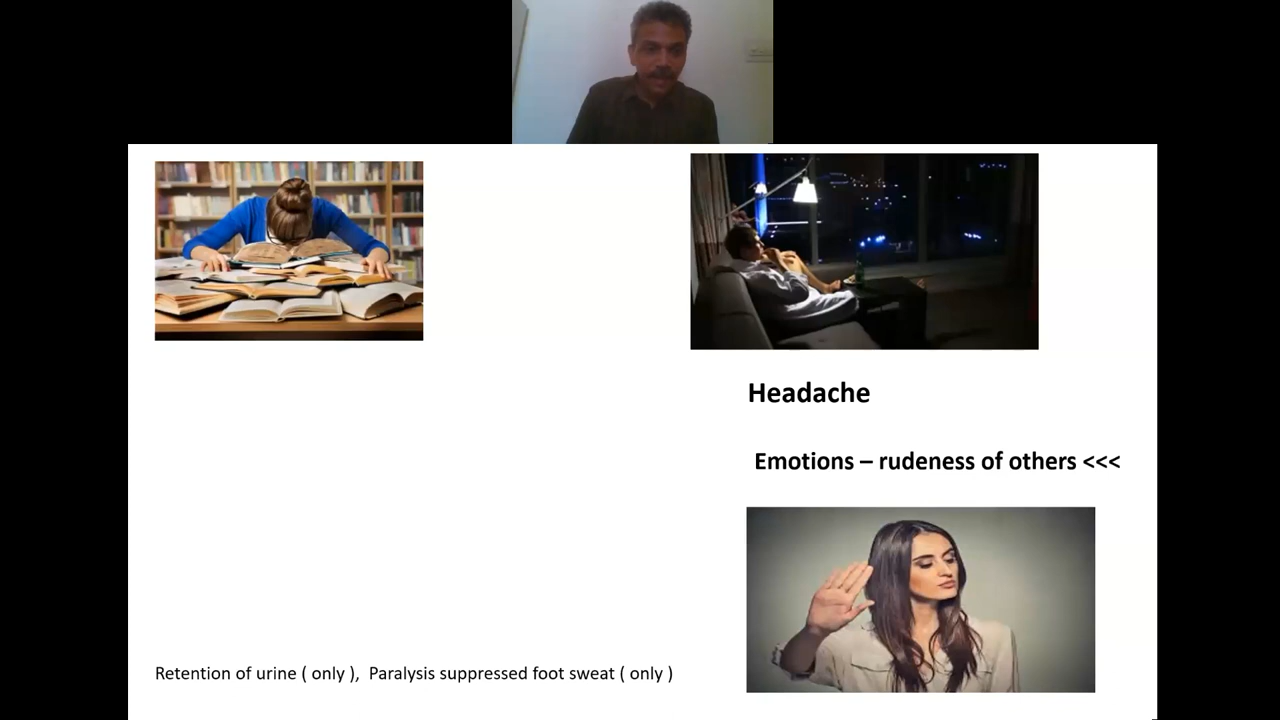 Headache
Emotions – rudeness of others <<<
Retention of urine ( only ),  Paralysis suppressed foot sweat ( only )